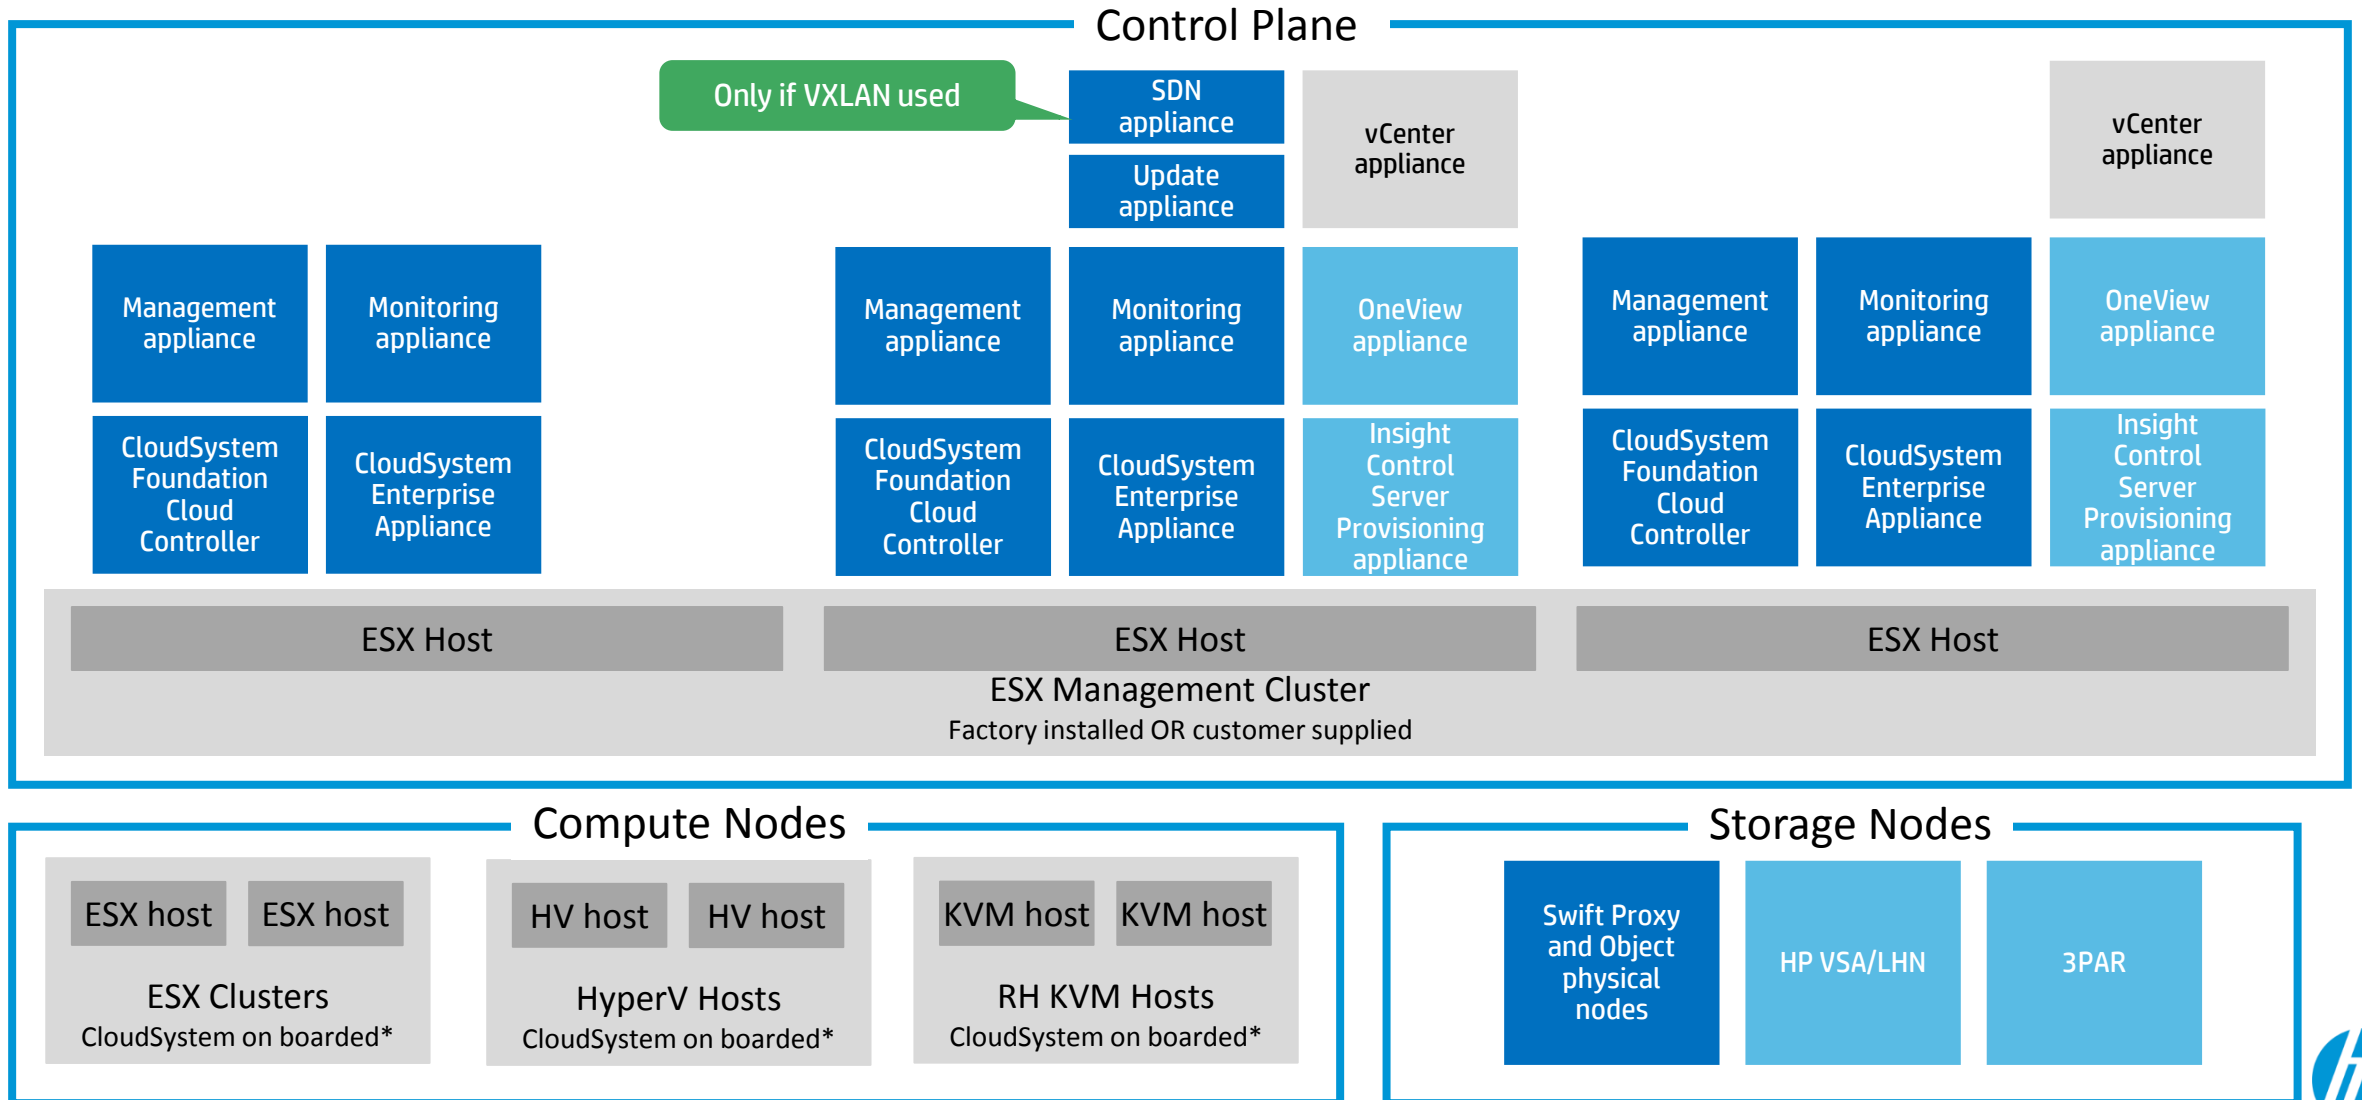 Control Plane
Only if VXLAN used
SDN
appliance
Update
appliance
vCenter
appliance
vCenter
appliance
Management
appliance
Monitoring
appliance
CloudSystem
Foundation
Cloud
Controller
CloudSystem
Enterprise
Appliance
Management
appliance
Monitoring
appliance
OneView
appliance
CloudSystem
Foundation
Cloud
Controller
CloudSystem
Enterprise
Appliance
Insight
Control
Server
Provisioning
appliance
Management
appliance
Monitoring
appliance
OneView
appliance
CloudSystem
Foundation
Cloud
Controller
CloudSystem
Enterprise
Appliance
Insight
Control
Server
Provisioning
appliance
ESX Host
ESX Host
ESX Host
ESX Management Cluster
Factory installed OR customer supplied
Compute Nodes
ESX host
ESX host
ESX Clusters
CloudSystem on boarded*
HV host
HV host
HyperV Hosts
CloudSystem on boarded*
KVM host
KVM host
RH KVM Hosts
CloudSystem on boarded*
Storage Nodes
Swift Proxy
and Object
physical
nodes
HP VSA/LHN
3PAR